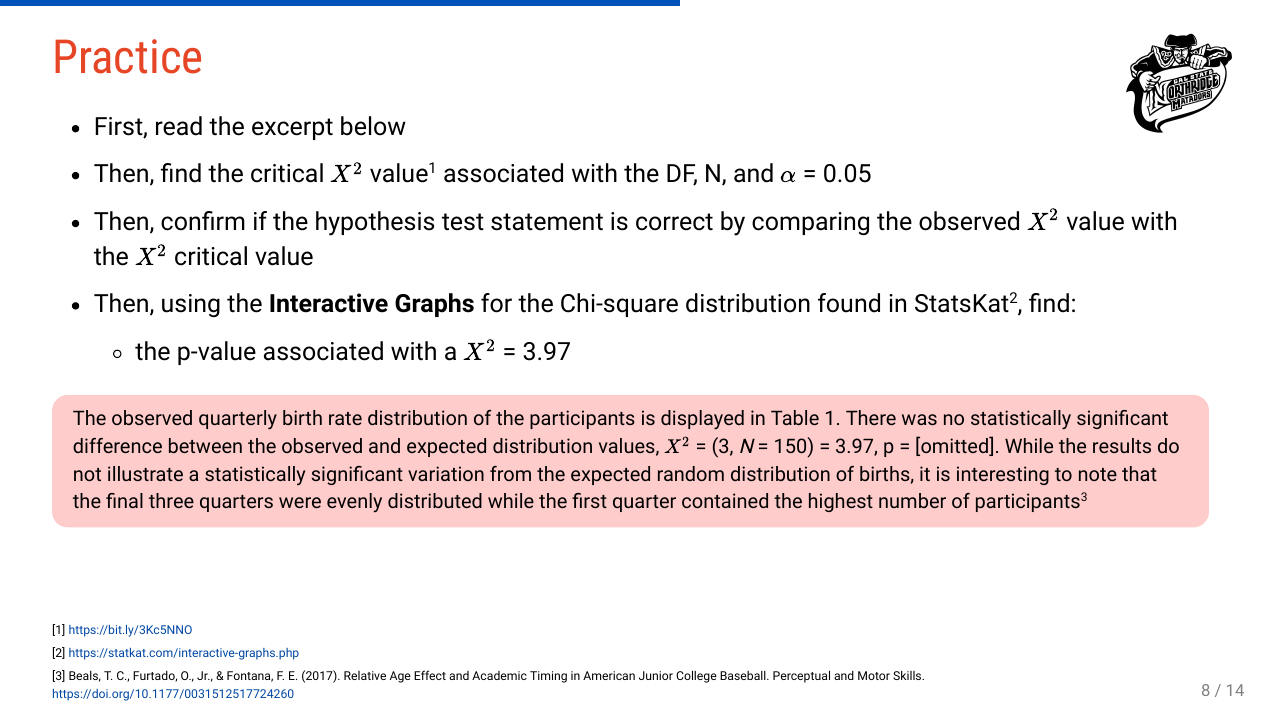 Practice
CAL STATE
NORTHRIDGE
MATADORS
• First, read the excerpt below
• Then, find the critical X² value¹ associated with the DF, N, and α = 0.05
• Then, confirm if the hypothesis test statement is correct by comparing the observed X² value with
the X² critical value
• Then, using the Interactive Graphs for the Chi-square distribution found in StatsKat², find:
◦ the p-value associated with a X² = 3.97
The observed quarterly birth rate distribution of the participants is displayed in Table 1. There was no statistically significant
difference between the observed and expected distribution values, X² = (3, N = 150) = 3.97, p = [omitted]. While the results do
not illustrate a statistically significant variation from the expected random distribution of births, it is interesting to note that
the final three quarters were evenly distributed while the first quarter contained the highest number of participants³
[1] https://bit.ly/3Kc5NNO
[2] https://statkat.com/interactive-graphs.php
[3] Beals, T. C., Furtado, O., Jr., & Fontana, F. E. (2017). Relative Age Effect and Academic Timing in American Junior College Baseball. Perceptual and Motor Skills.
https://doi.org/10.1177/0031512517724260
8 / 14